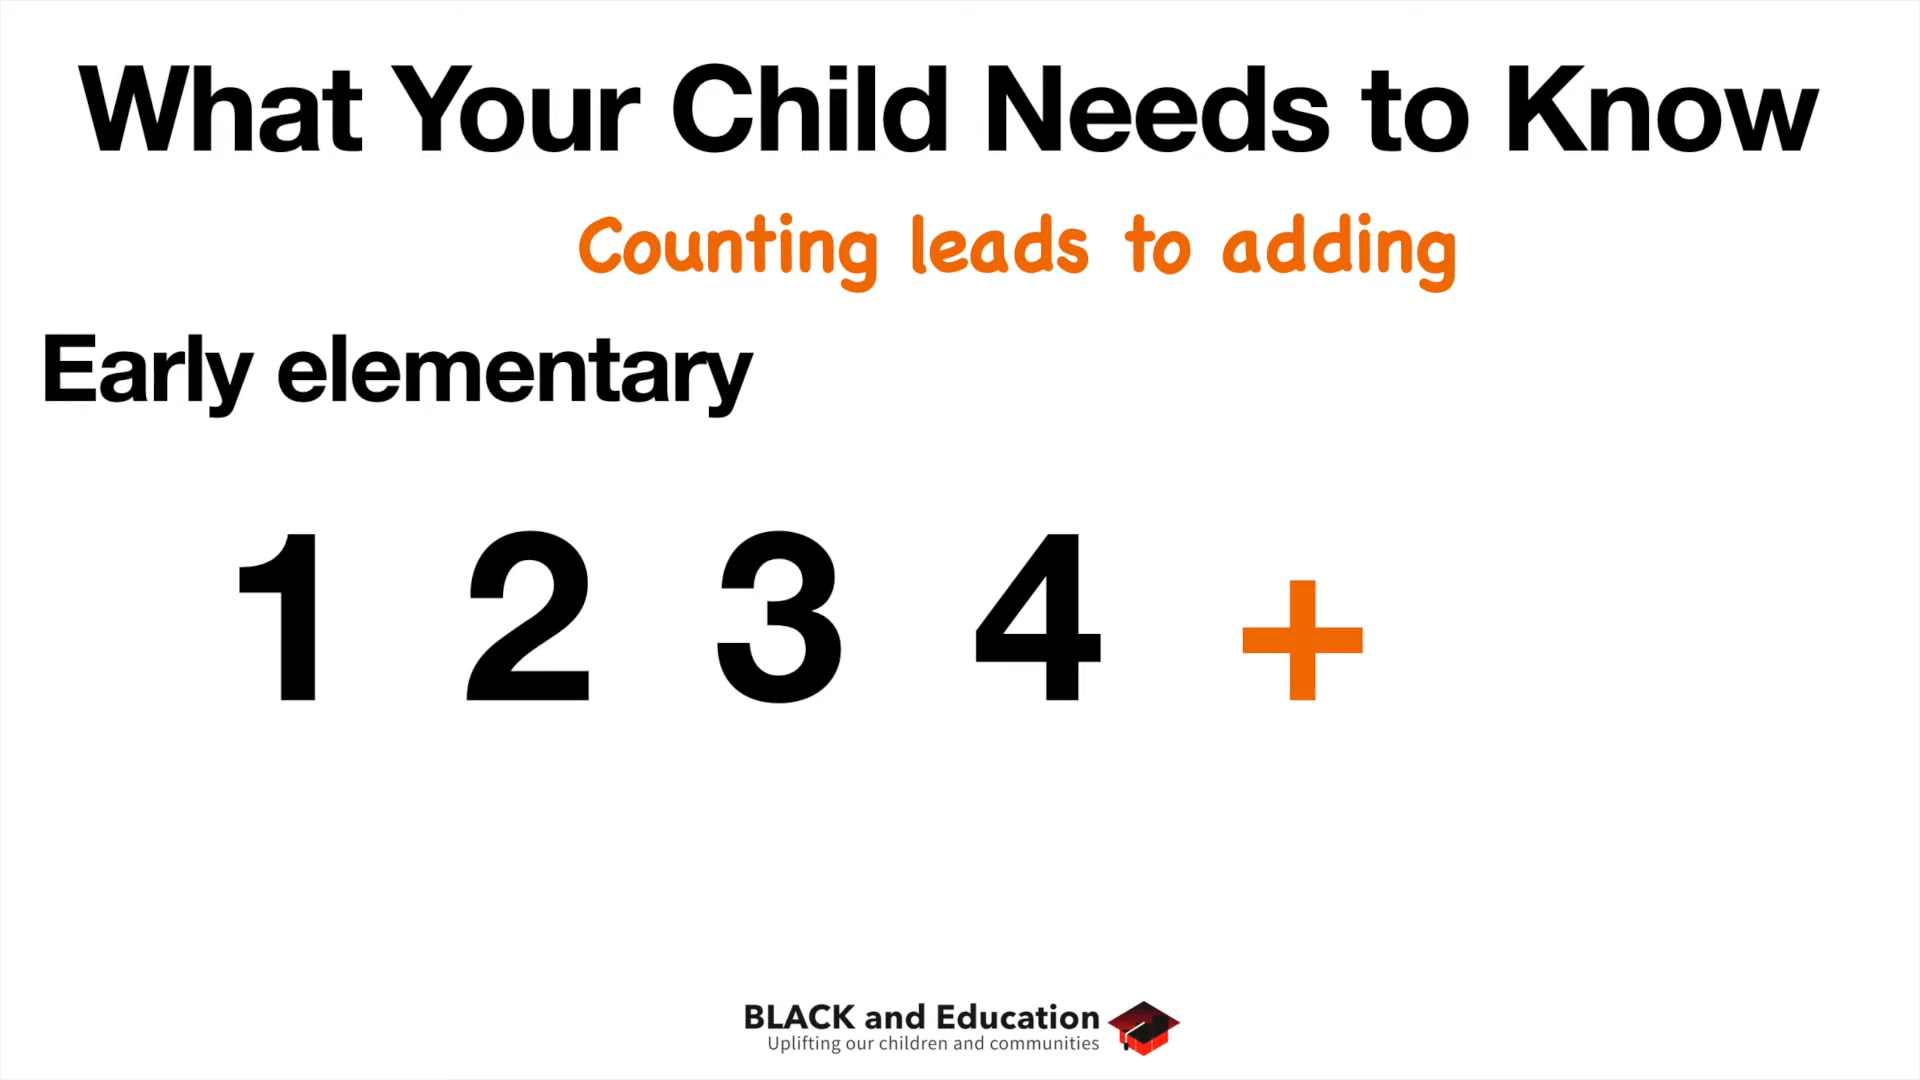 What Your Child Needs to Know
Counting leads to adding
Early elementary
1 2 3 4 +
BLACK and Education
Uplifting our children and communities